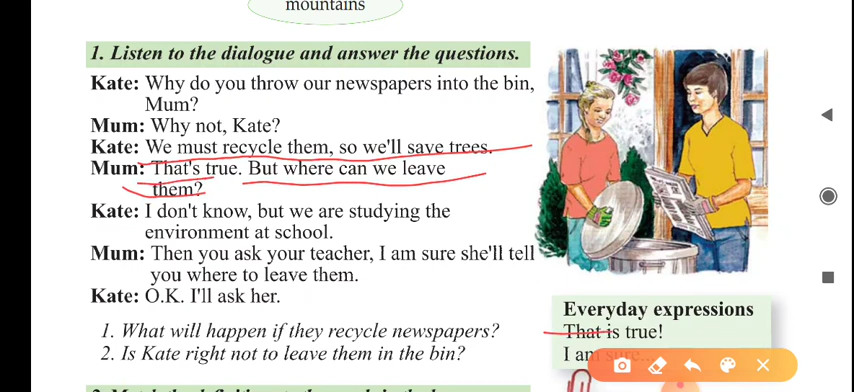 mountains
1. Listen to the dialogue and answer the questions.
Kate: Why do you throw our newspapers into the bin,
Mum?
Mum: Why not, Kate?
Kate: We must recycle them, so we'll save trees.
Mum: That's true. But where can we leave
them?
Kate: I don't know, but we are studying the
environment at school.
Mum: Then you ask your teacher, I am sure she'll tell
you where to leave them.
Kate: O.K. I'll ask her.
1. What will happen if they recycle newspapers?
2. Is Kate right not to leave them in the bin?
Everyday expressions
That is true!
I am sure...